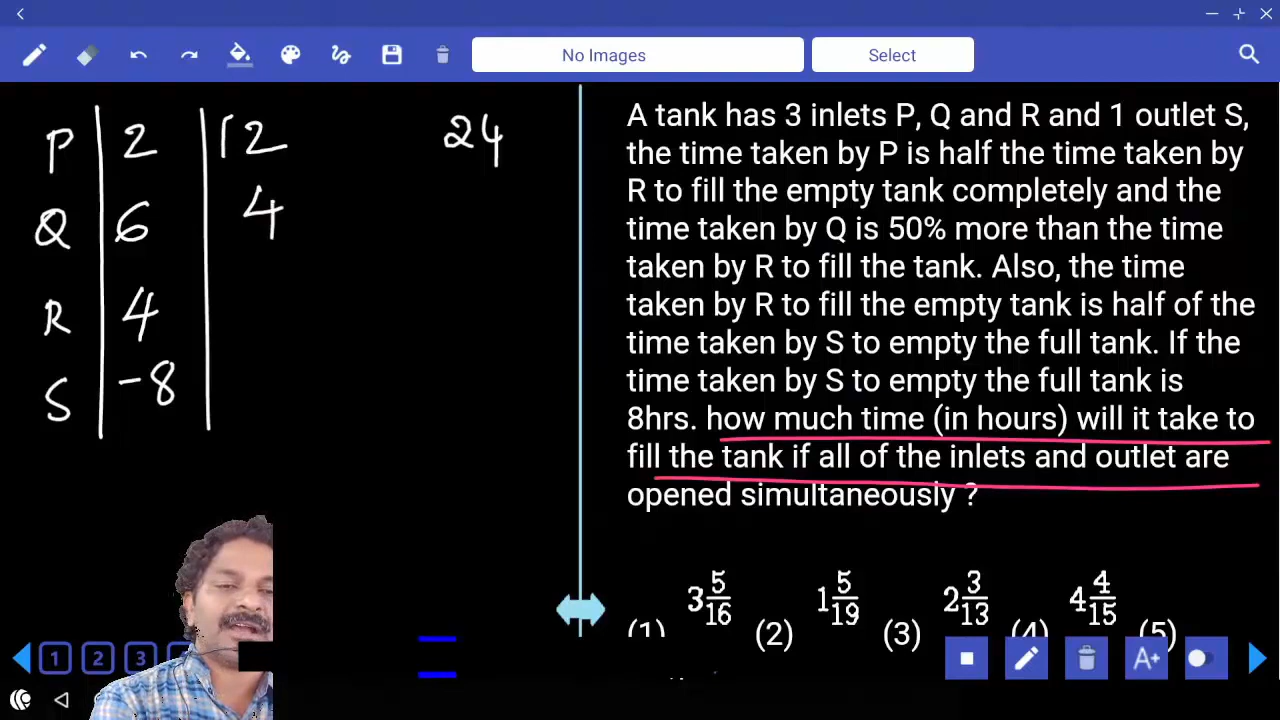 No Images
Select
P 2 12 24
Q 6 4
R 4
S -8
A tank has 3 inlets P, Q and R and 1 outlet S,
the time taken by P is half the time taken by
R to fill the empty tank completely and the
time taken by Q is 50% more than the time
taken by R to fill the tank. Also, the time
taken by R to fill the empty tank is half of the
time taken by S to empty the full tank. If the
time taken by S to empty the full tank is
8hrs. how much time (in hours) will it take to
fill the tank if all of the inlets and outlet are
opened simultaneously ?
(1) 3 5/16 (2) 1 5/19 (3) 2 3/13 (4) 4 4/15 (5)
1 2 3
A+